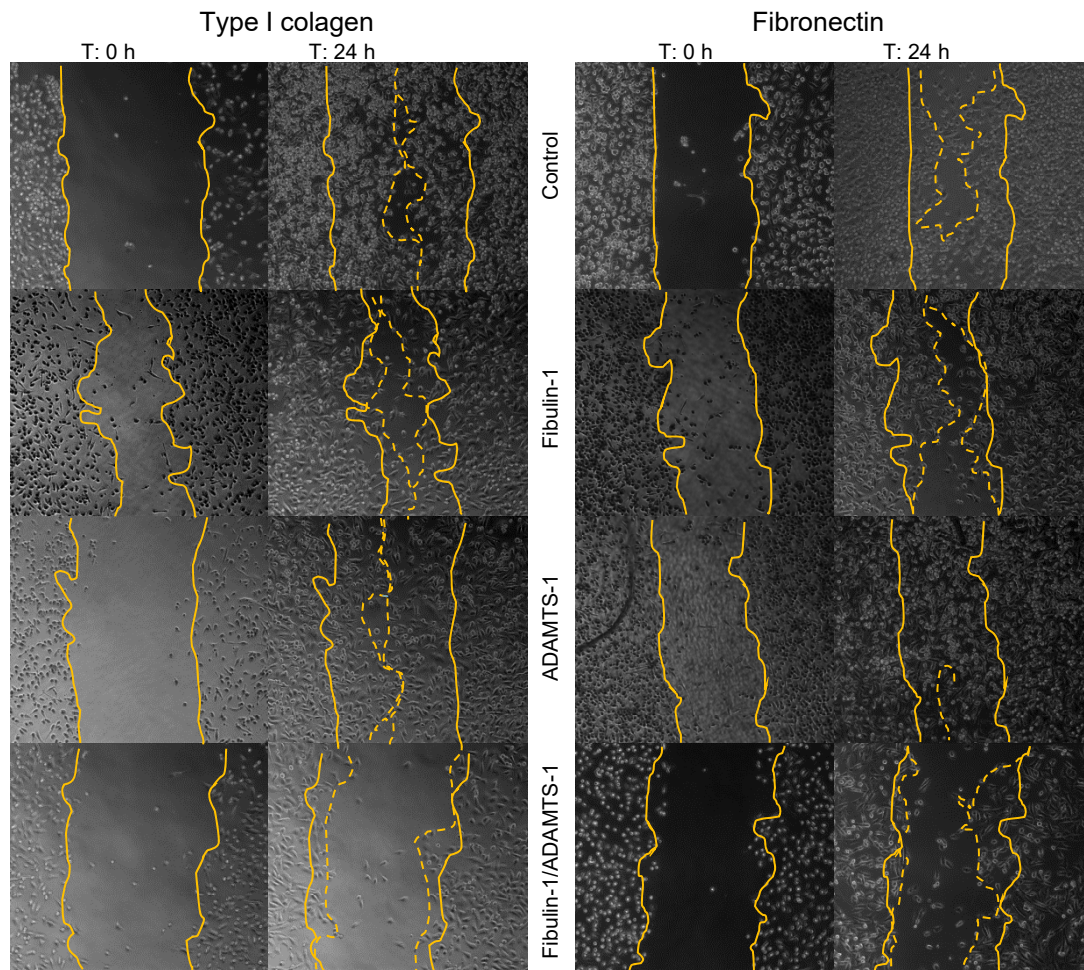 Type I colagen
Fibronectin
T: 0 h
T: 24 h
T: 0 h
T: 24 h
Control
Fibulin-1
ADAMTS-1
Fibulin-1/ADAMTS-1